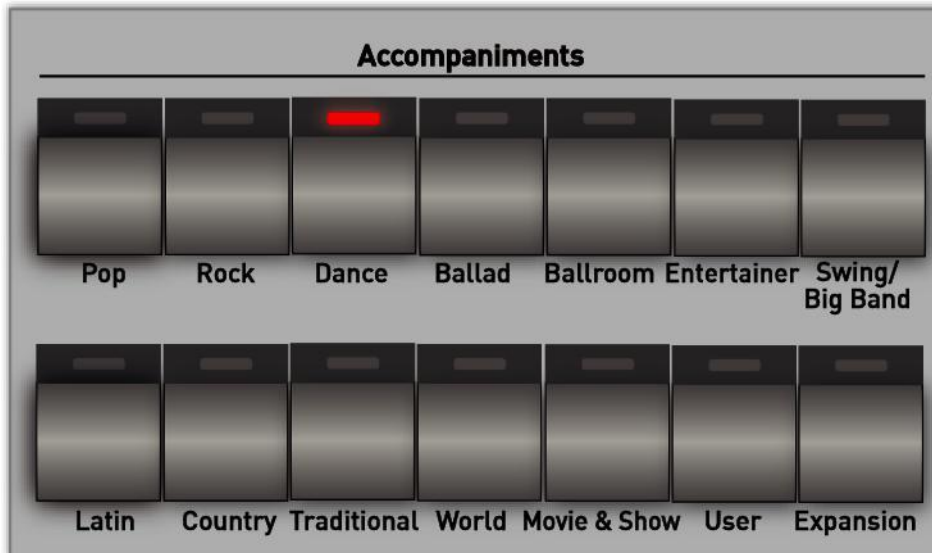 Accompaniments
Pop Rock Dance Ballad Ballroom Entertainer Swing/
Big Band
Latin Country Traditional World Movie & Show User Expansion